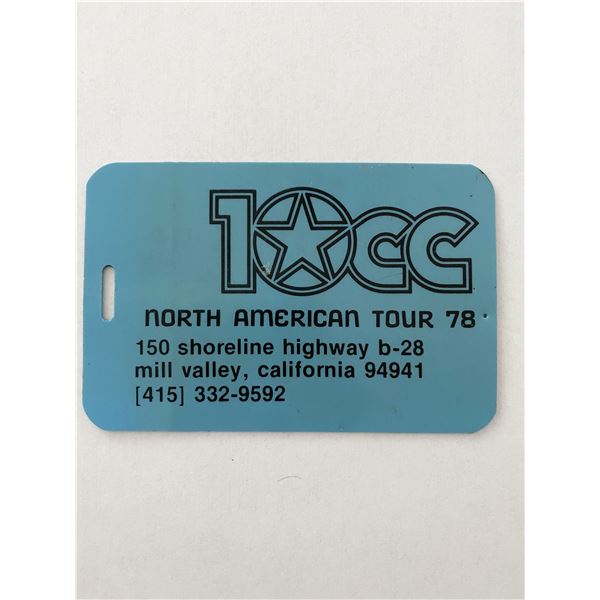 10cc
NORTH AMERICAN TOUR 78
150 shoreline highway b-28
mill valley, california 94941
[415] 332-9592